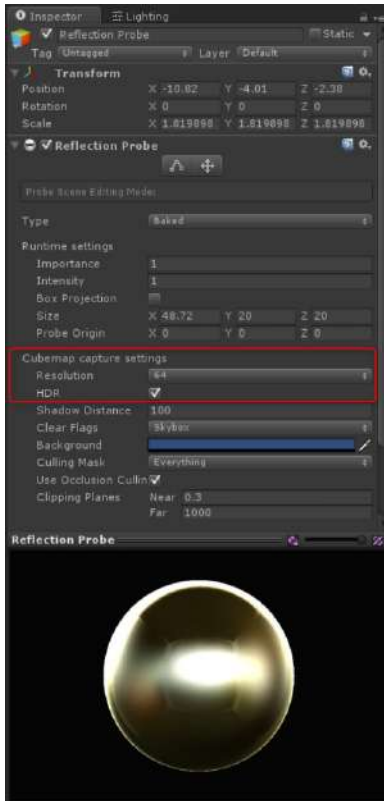 Inspector Lighting
Reflection Probe Static
Tag Untagged Layer Default
Transform
Position X -10.82 Y -4.01 Z -2.38
Rotation X 0 Y 0 Z 0
Scale X 1.819898 Y 1.819898 Z 1.819898
Reflection Probe
Probe Scene Editing Mode:
Type Baked
Runtime settings
Importance 1
Intensity 1
Box Projection
Size X 48.72 Y 20 Z 20
Probe Origin X 0 Y 0 Z 0
Cubemap capture settings
Resolution 64
HDR
Shadow Distance 100
Clear Flags Skybox
Background
Culling Mask Everything
Use Occlusion Cullin
Clipping Planes Near 0.3
Far 1000
Reflection Probe